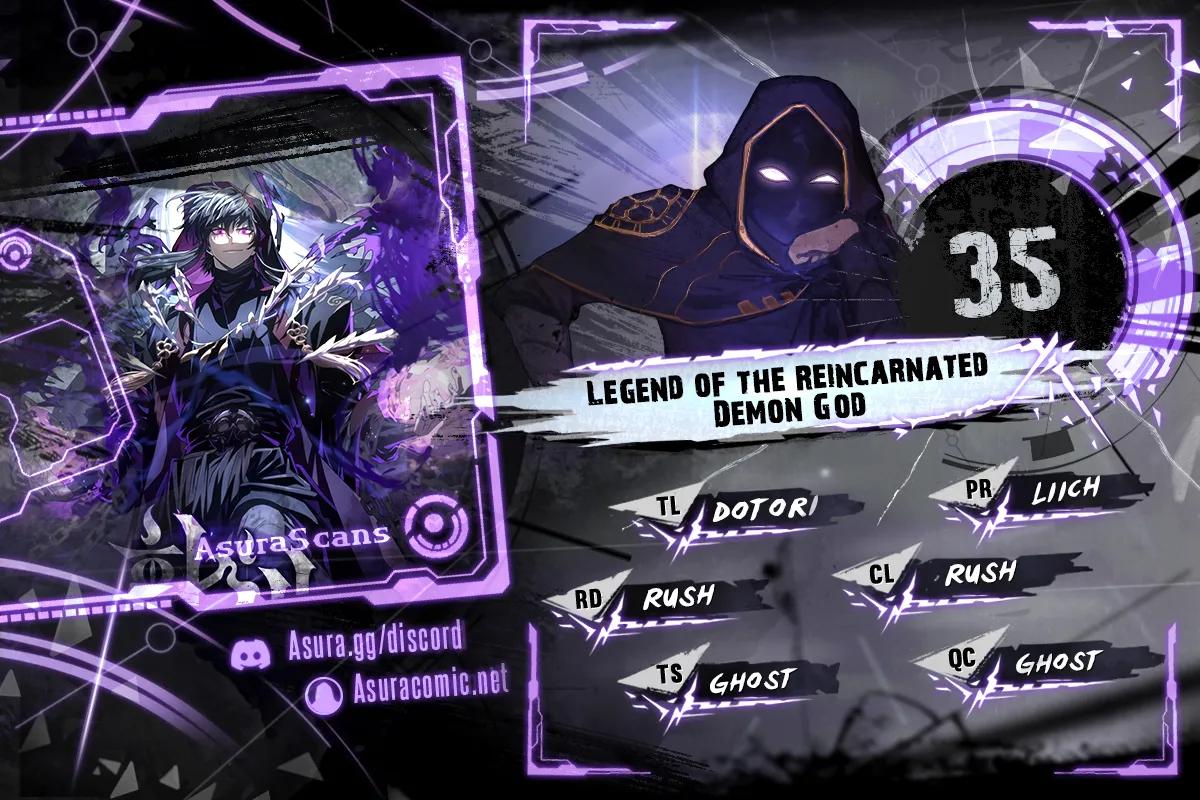 35
LEGEND OF THE REINCARNATED
DEMON GOD
TL DOTORI
PR LIICH
RD RUSH
CL RUSH
TS GHOST
QC GHOST
AsuraScans
Asura.gg/discord
Asuracomic.net